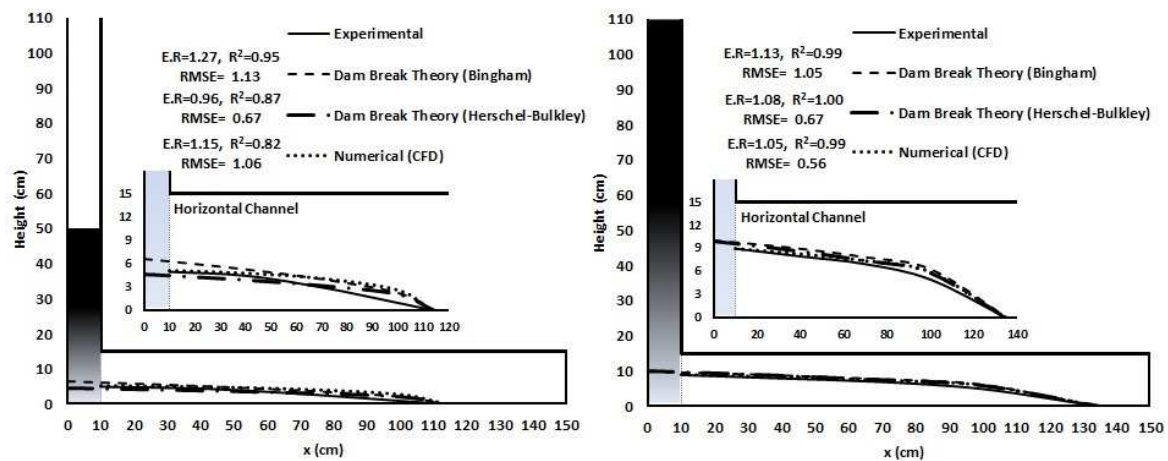 110
100
90
80
70
60
50
40
30
20
10
0
Height (cm)
E.R=1.27, R²=0.95
RMSE= 1.13
E.R=0.96, R²=0.87
RMSE= 0.67
E.R=1.15, R²=0.82
RMSE= 1.06
Experimental
Dam Break Theory (Bingham)
Dam Break Theory (Herschel-Bulkley)
Numerical (CFD)
15
12
9
6
3
0
Horizontal Channel
0 10 20 30 40 50 60 70 80 90 100 110 120
0 10 20 30 40 50 60 70 80 90 100 110 120 130 140 150
x (cm)
110
100
90
80
70
60
50
40
30
20
10
0
Height (cm)
E.R=1.13, R²=0.99
RMSE= 1.05
E.R=1.08, R²=1.00
RMSE= 0.67
E.R=1.05, R²=0.99
RMSE= 0.56
Experimental
Dam Break Theory (Bingham)
Dam Break Theory (Herschel-Bulkley)
Numerical (CFD)
15
12
9
6
3
0
Horizontal Channel
0 20 40 60 80 100 120 140
0 10 20 30 40 50 60 70 80 90 100 110 120 130 140 150
x (cm)